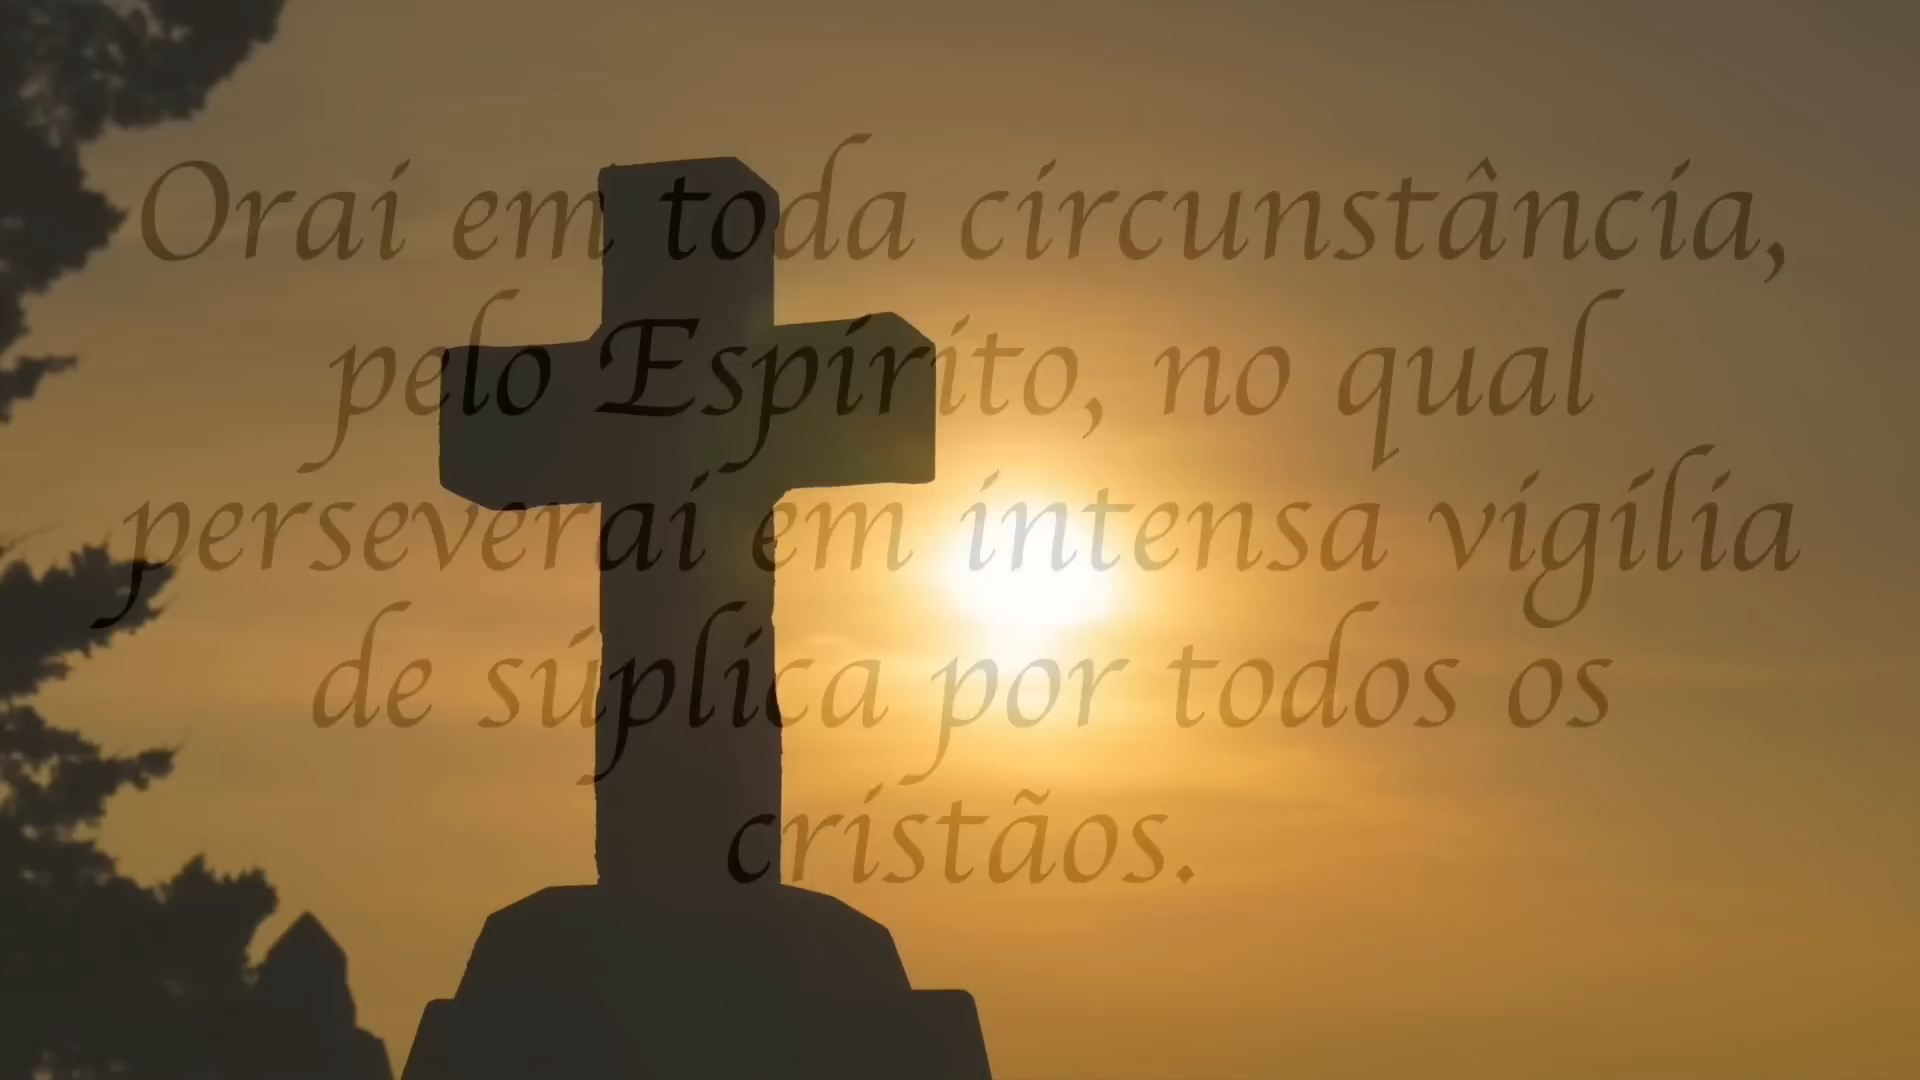 Orai em toda circunstância,
pelo Espírito, no qual
perseverai em intensa vigília
de súplica por todos os
cristãos.